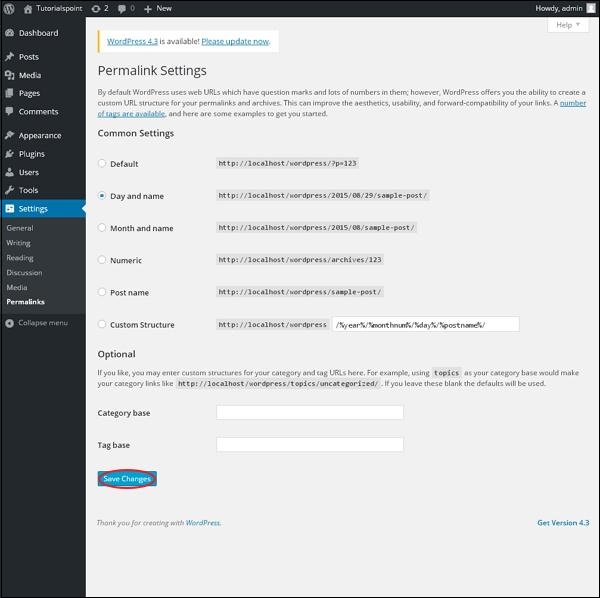 Tutorialspoint 2 0 + New Howdy, admin
Help
Dashboard
Posts
Media
Pages
Comments
Appearance
Plugins
Users
Tools
Settings
General
Writing
Reading
Discussion
Media
Permalinks
Collapse menu
WordPress 4.3 is available! Please update now.
Permalink Settings
By default WordPress uses web URLs which have question marks and lots of numbers in them; however, WordPress offers you the ability to create a
custom URL structure for your permalinks and archives. This can improve the aesthetics, usability, and forward-compatibility of your links. A number
of tags are available, and here are some examples to get you started.
Common Settings
Default http://localhost/wordpress/?p=123
Day and name http://localhost/wordpress/2015/08/29/sample-post/
Month and name http://localhost/wordpress/2015/08/sample-post/
Numeric http://localhost/wordpress/archives/123
Post name http://localhost/wordpress/sample-post/
Custom Structure http://localhost/wordpress /%year%/%monthnum%/%day%/%postname%/
Optional
If you like, you may enter custom structures for your category and tag URLs here. For example, using topics as your category base would make
your category links like http://localhost/wordpress/topics/uncategorized/ . If you leave these blank the defaults will be used.
Category base
Tag base
Save Changes
Thank you for creating with WordPress. Get Version 4.3